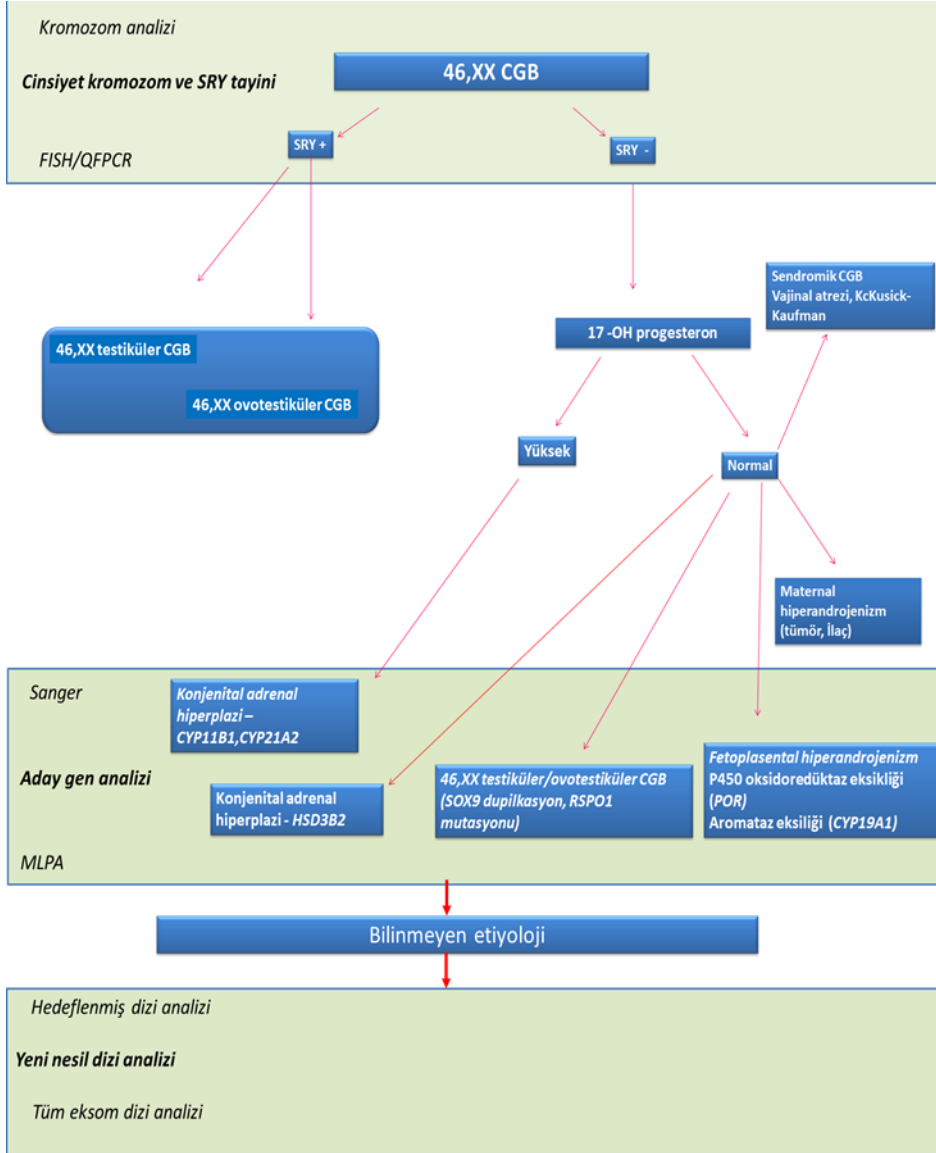 Kromozom analizi
Cinsiyet kromozom ve SRY tayini
46,XX CGB
SRY +
SRY -
FISH/QFPCR
Sendromik CGB
Vajinal atrezi, KcKusick-
Kaufman
17 -OH progesteron
46,XX testiküler CGB
46,XX ovotestiküler CGB
Yüksek
Normal
Maternal
hiperandrojenizm
(tümör, İlaç)
Sanger
Konjenital adrenal
hiperplazi –
CYP11B1,CYP21A2
Aday gen analizi
Konjenital adrenal
hiperplazi - HSD3B2
46,XX testiküler/ovotestiküler CGB
(SOX9 dupilkasyon, RSPO1
mutasyonu)
Fetoplasental hiperandrojenizm
P450 oksidoredüktaz eksikliği
(POR)
Aromataz eksiliği (CYP19A1)
MLPA
Bilinmeyen etiyoloji
Hedeflenmiş dizi analizi
Yeni nesil dizi analizi
Tüm eksom dizi analizi